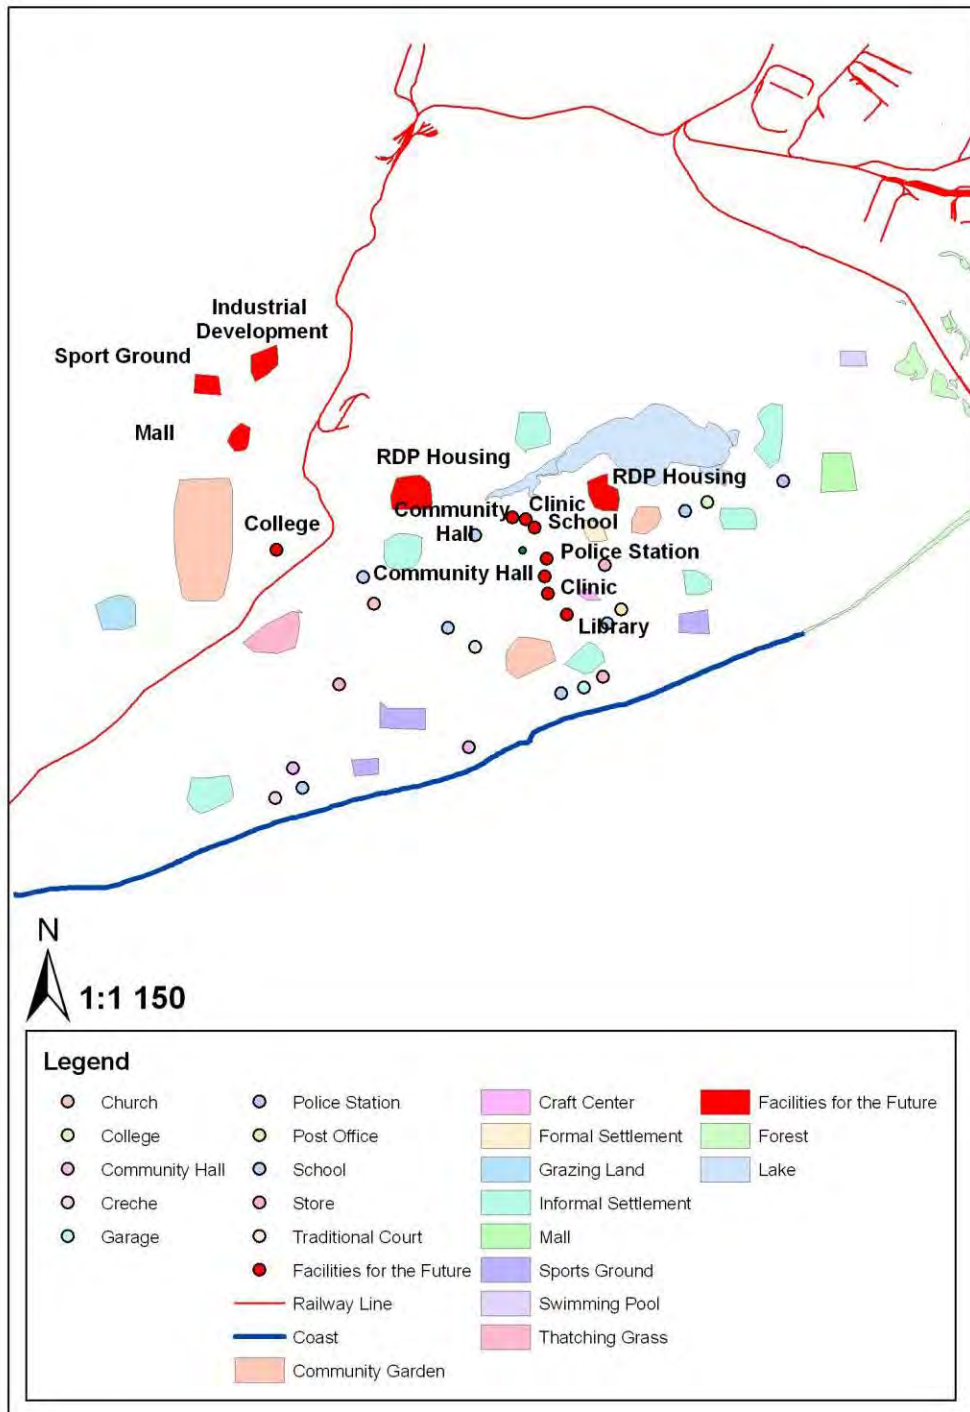 Industrial
Development
Sport Ground
Mall
RDP Housing
RDP Housing
Community
Hall
Clinic
School
College
Police Station
Community Hall
Clinic
Library
N
1:1 150
Legend
Church
College
Community Hall
Creche
Garage
Police Station
Post Office
School
Store
Traditional Court
Facilities for the Future
Railway Line
Coast
Community Garden
Craft Center
Formal Settlement
Grazing Land
Informal Settlement
Mall
Sports Ground
Swimming Pool
Thatching Grass
Facilities for the Future
Forest
Lake